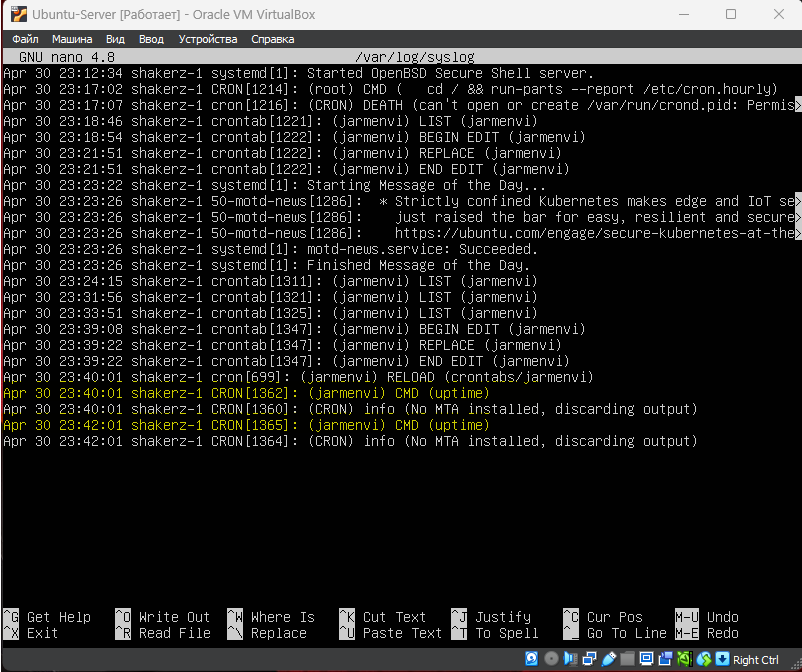 Ubuntu-Server [Работает] - Oracle VM VirtualBox
Файл Машина Вид Ввод Устройства Справка
GNU nano 4.8 /var/log/syslog
Apr 30 23:12:34 shakerz-1 systemd[1]: Started OpenBSD Secure Shell server.
Apr 30 23:17:02 shakerz-1 CRON[1214]: (root) CMD (   cd / && run-parts --report /etc/cron.hourly)
Apr 30 23:17:07 shakerz-1 cron[1216]: (CRON) DEATH (can't open or create /var/run/crond.pid: Permis>
Apr 30 23:18:46 shakerz-1 crontab[1221]: (jarmenvi) LIST (jarmenvi)
Apr 30 23:18:54 shakerz-1 crontab[1222]: (jarmenvi) BEGIN EDIT (jarmenvi)
Apr 30 23:21:51 shakerz-1 crontab[1222]: (jarmenvi) REPLACE (jarmenvi)
Apr 30 23:21:51 shakerz-1 crontab[1222]: (jarmenvi) END EDIT (jarmenvi)
Apr 30 23:23:22 shakerz-1 systemd[1]: Starting Message of the Day...
Apr 30 23:23:26 shakerz-1 50-motd-news[1286]:  * Strictly confined Kubernetes makes edge and IoT se>
Apr 30 23:23:26 shakerz-1 50-motd-news[1286]:    just raised the bar for easy, resilient and secure>
Apr 30 23:23:26 shakerz-1 50-motd-news[1286]:    https://ubuntu.com/engage/secure-kubernetes-at-the>
Apr 30 23:23:26 shakerz-1 systemd[1]: motd-news.service: Succeeded.
Apr 30 23:23:26 shakerz-1 systemd[1]: Finished Message of the Day.
Apr 30 23:24:15 shakerz-1 crontab[1311]: (jarmenvi) LIST (jarmenvi)
Apr 30 23:31:56 shakerz-1 crontab[1321]: (jarmenvi) LIST (jarmenvi)
Apr 30 23:33:51 shakerz-1 crontab[1325]: (jarmenvi) LIST (jarmenvi)
Apr 30 23:39:08 shakerz-1 crontab[1347]: (jarmenvi) BEGIN EDIT (jarmenvi)
Apr 30 23:39:22 shakerz-1 crontab[1347]: (jarmenvi) REPLACE (jarmenvi)
Apr 30 23:39:22 shakerz-1 crontab[1347]: (jarmenvi) END EDIT (jarmenvi)
Apr 30 23:40:01 shakerz-1 cron[699]: (jarmenvi) RELOAD (crontabs/jarmenvi)
Apr 30 23:40:01 shakerz-1 CRON[1362]: (jarmenvi) CMD (uptime)
Apr 30 23:40:01 shakerz-1 CRON[1360]: (CRON) info (No MTA installed, discarding output)
Apr 30 23:42:01 shakerz-1 CRON[1365]: (jarmenvi) CMD (uptime)
Apr 30 23:42:01 shakerz-1 CRON[1364]: (CRON) info (No MTA installed, discarding output)
^G Get Help ^O Write Out ^W Where Is ^K Cut Text ^J Justify ^C Cur Pos M-U Undo
^X Exit ^R Read File ^\ Replace ^U Paste Text ^T To Spell ^_ Go To Line M-E Redo
Right Ctrl